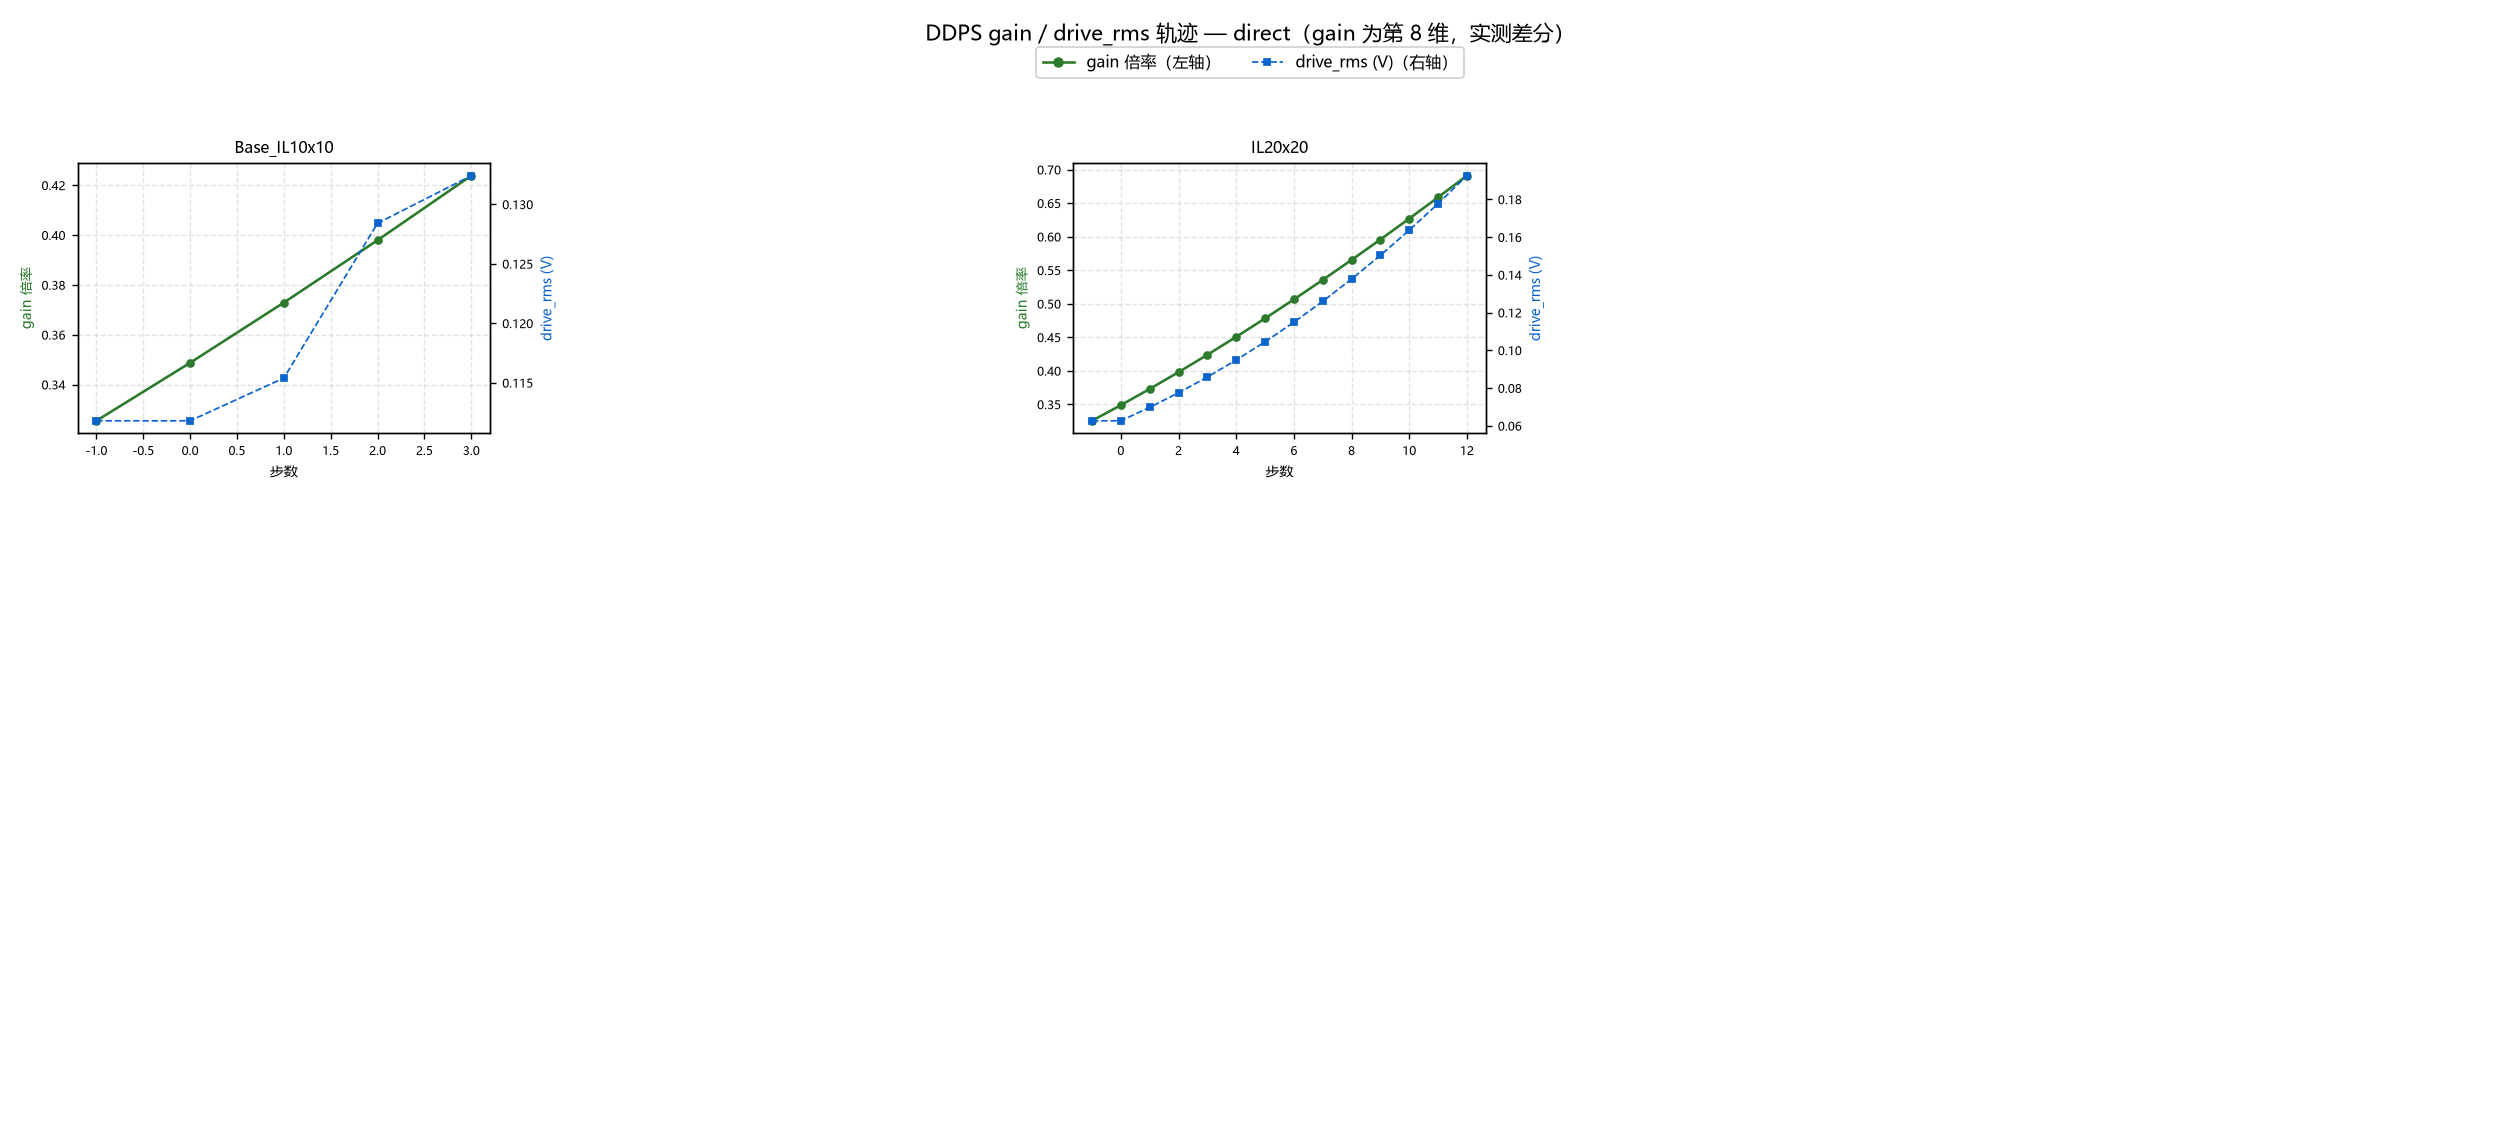 DDPS gain / drive_rms 轨迹 — direct（gain 为第 8 维，实测差分）
gain 倍率（左轴）
drive_rms (V)（右轴）
Base_IL10x10
gain 倍率
0.42
0.40
0.38
0.36
0.34
0.130
0.125
0.120
0.115
drive_rms (V)
-1.0 -0.5 0.0 0.5 1.0 1.5 2.0 2.5 3.0
步数
IL20x20
gain 倍率
0.70
0.65
0.60
0.55
0.50
0.45
0.40
0.35
0.18
0.16
0.14
0.12
0.10
0.08
0.06
drive_rms (V)
0 2 4 6 8 10 12
步数